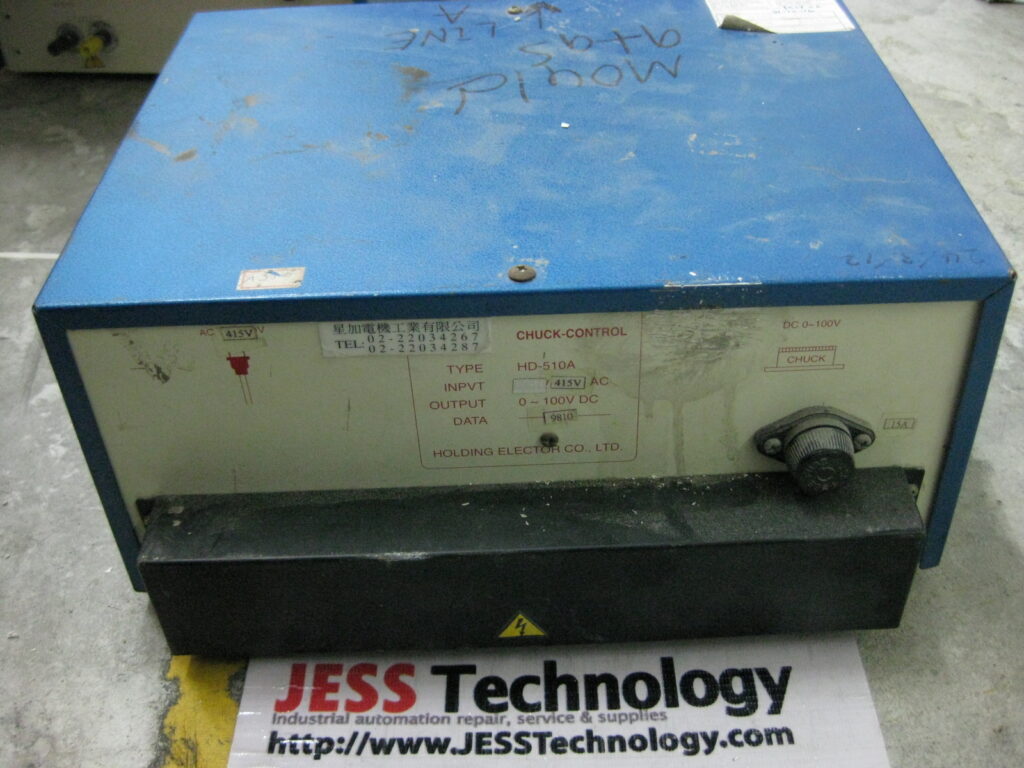 LINE
A
mould
atas
AC 415V V
星加電機工業有限公司
TEL: 02-22034267
02-22034287
CHUCK-CONTROL
TYPE HD-510A
INPVT 415V AC
OUTPUT 0~100V DC
DATA 9810
HOLDING ELECTOR CO., LTD.
DC 0~100V
CHUCK
15A
JESS Technology
Industrial automation repair, service & supplies
http://www.JESSTechnology.com